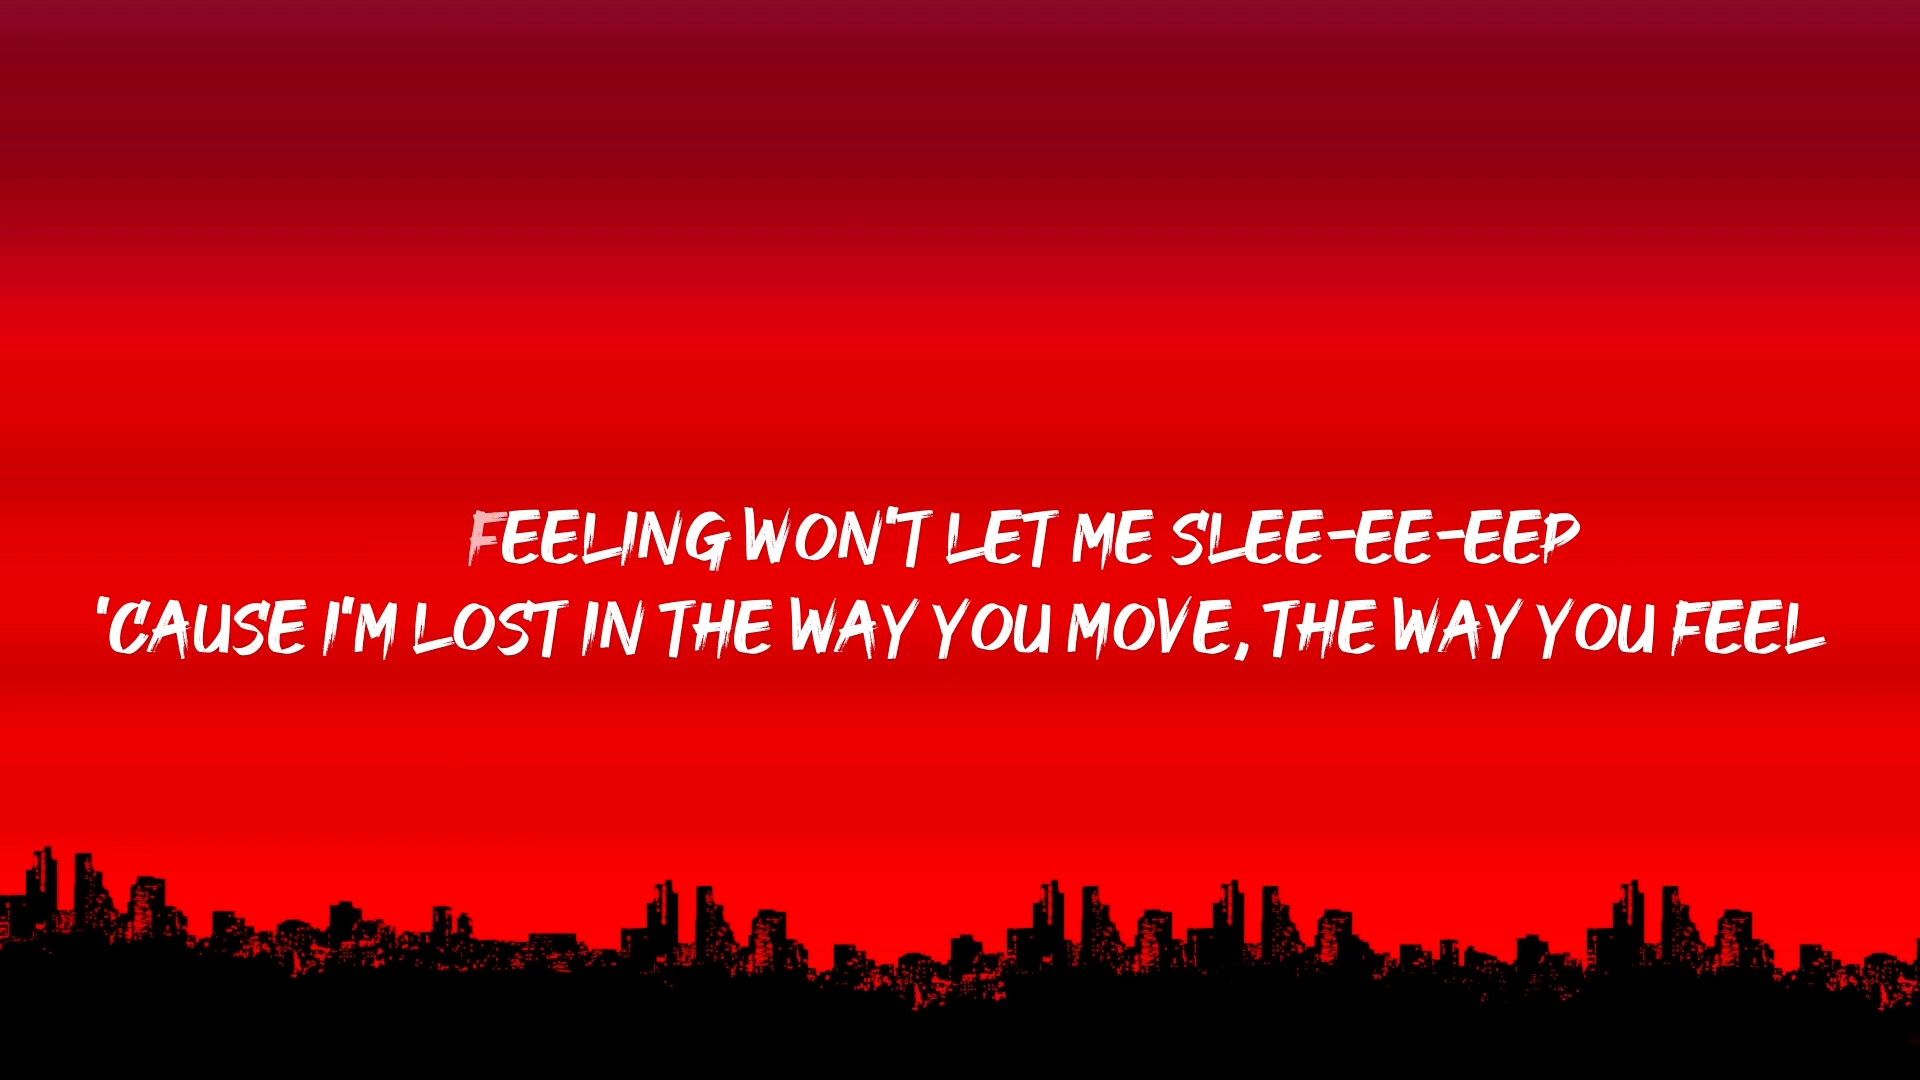 FEELING WON'T LET ME SLEE-EE-EEP
'CAUSE I'M LOST IN THE WAY YOU MOVE, THE WAY YOU FEEL